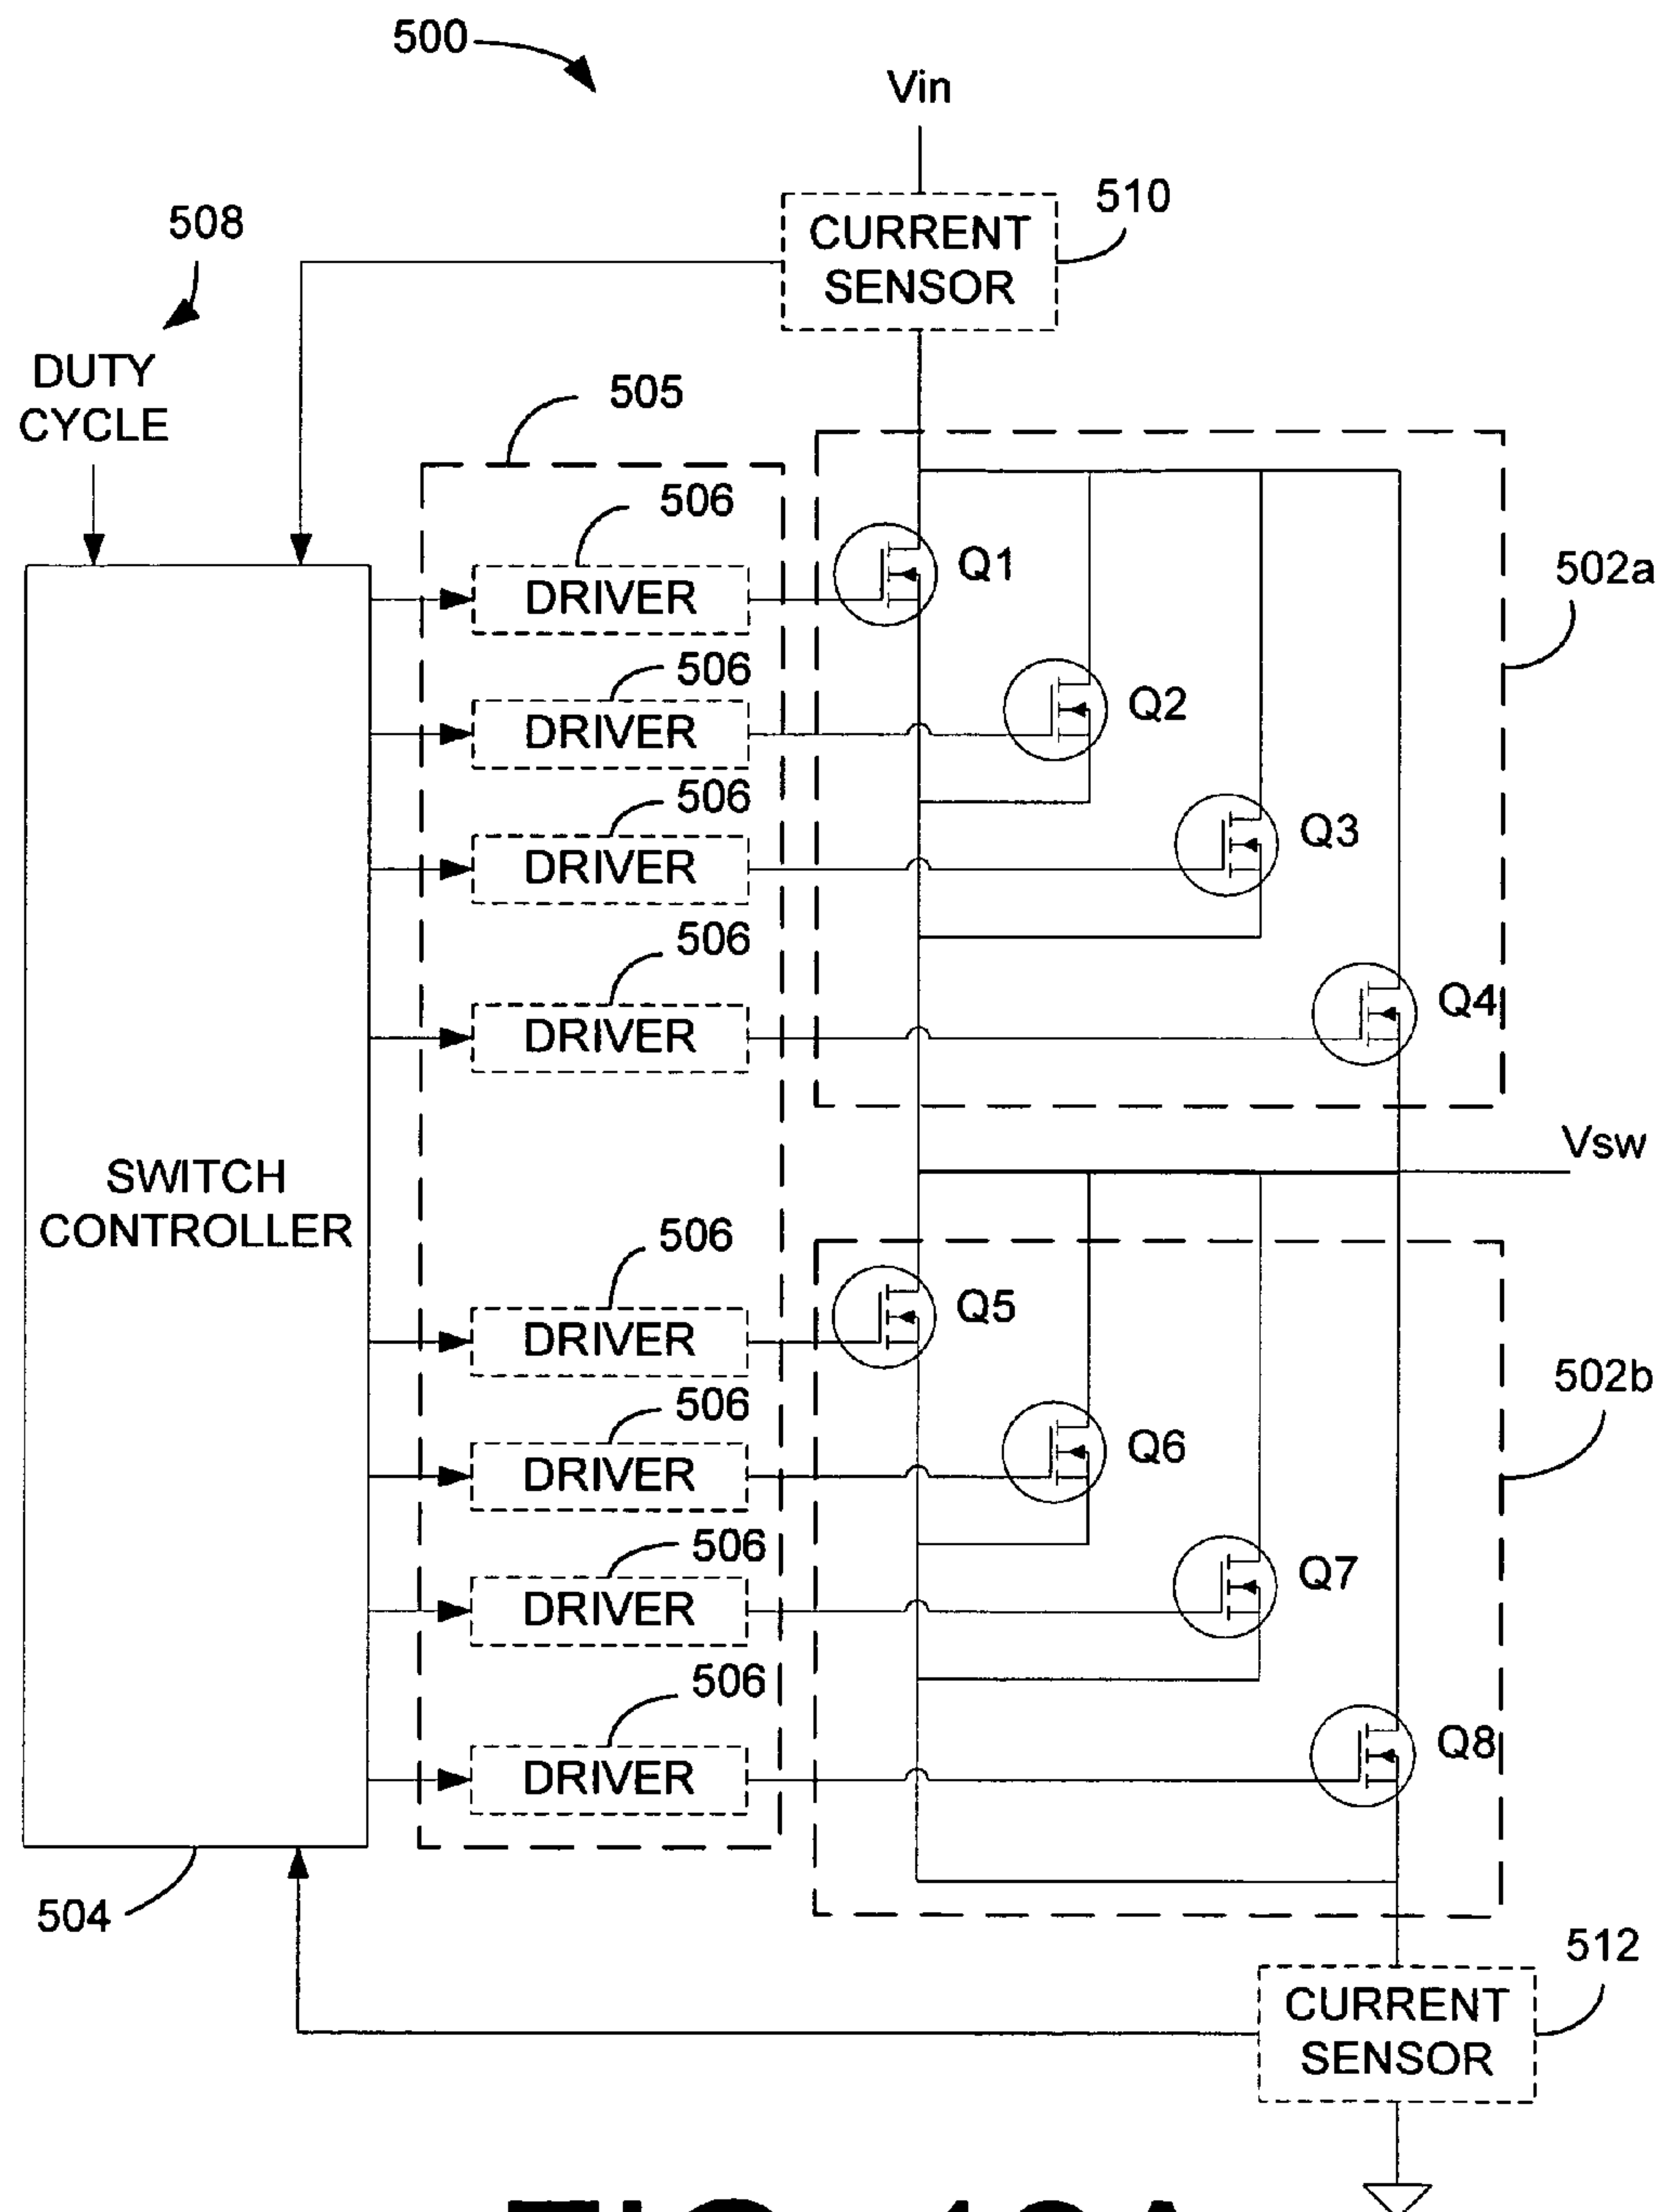 500
Vin
508
510
CURRENT
SENSOR
DUTY
CYCLE
505
506
DRIVER
Q1
502a
506
DRIVER
Q2
506
DRIVER
Q3
506
DRIVER
Q4
Vsw
SWITCH
CONTROLLER
506
DRIVER
Q5
502b
506
DRIVER
Q6
506
DRIVER
Q7
506
DRIVER
Q8
504
512
CURRENT
SENSOR